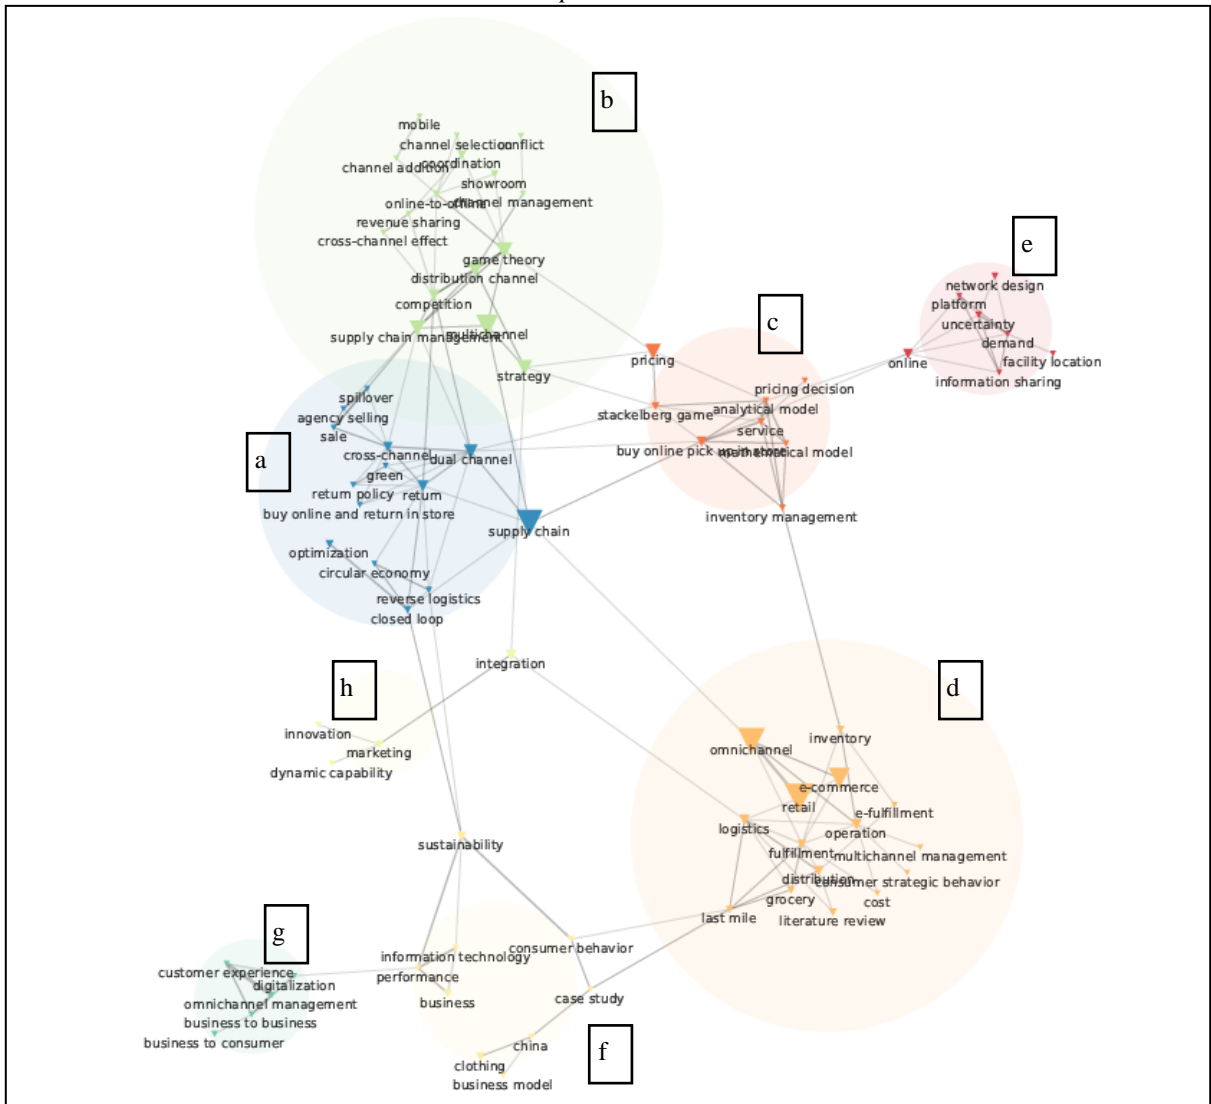 b
mobile
channel selection
conflict
channel addition
coordination
showroom
online-to-offline
channel management
revenue sharing
cross-channel effect
game theory
distribution channel
competition
supply chain management
multichannel
strategy
e
network design
platform
uncertainty
demand
facility location
information sharing
online
c
pricing
pricing decision
stackelberg game
analytical model
service
buy online pick up in store
mathematical model
inventory management
a
spillover
agency selling
sale
cross-channel
dual channel
green
return policy
return
buy online and return in store
supply chain
optimization
circular economy
reverse logistics
closed loop
integration
h
innovation
marketing
dynamic capability
d
omnichannel
inventory
e-commerce
retail
e-fulfillment
logistics
operation
fulfillment
multichannel management
distribution
consumer strategic behavior
grocery
cost
last mile
literature review
sustainability
g
customer experience
digitalization
omnichannel management
business to business
business to consumer
information technology
consumer behavior
performance
business
case study
f
china
clothing
business model